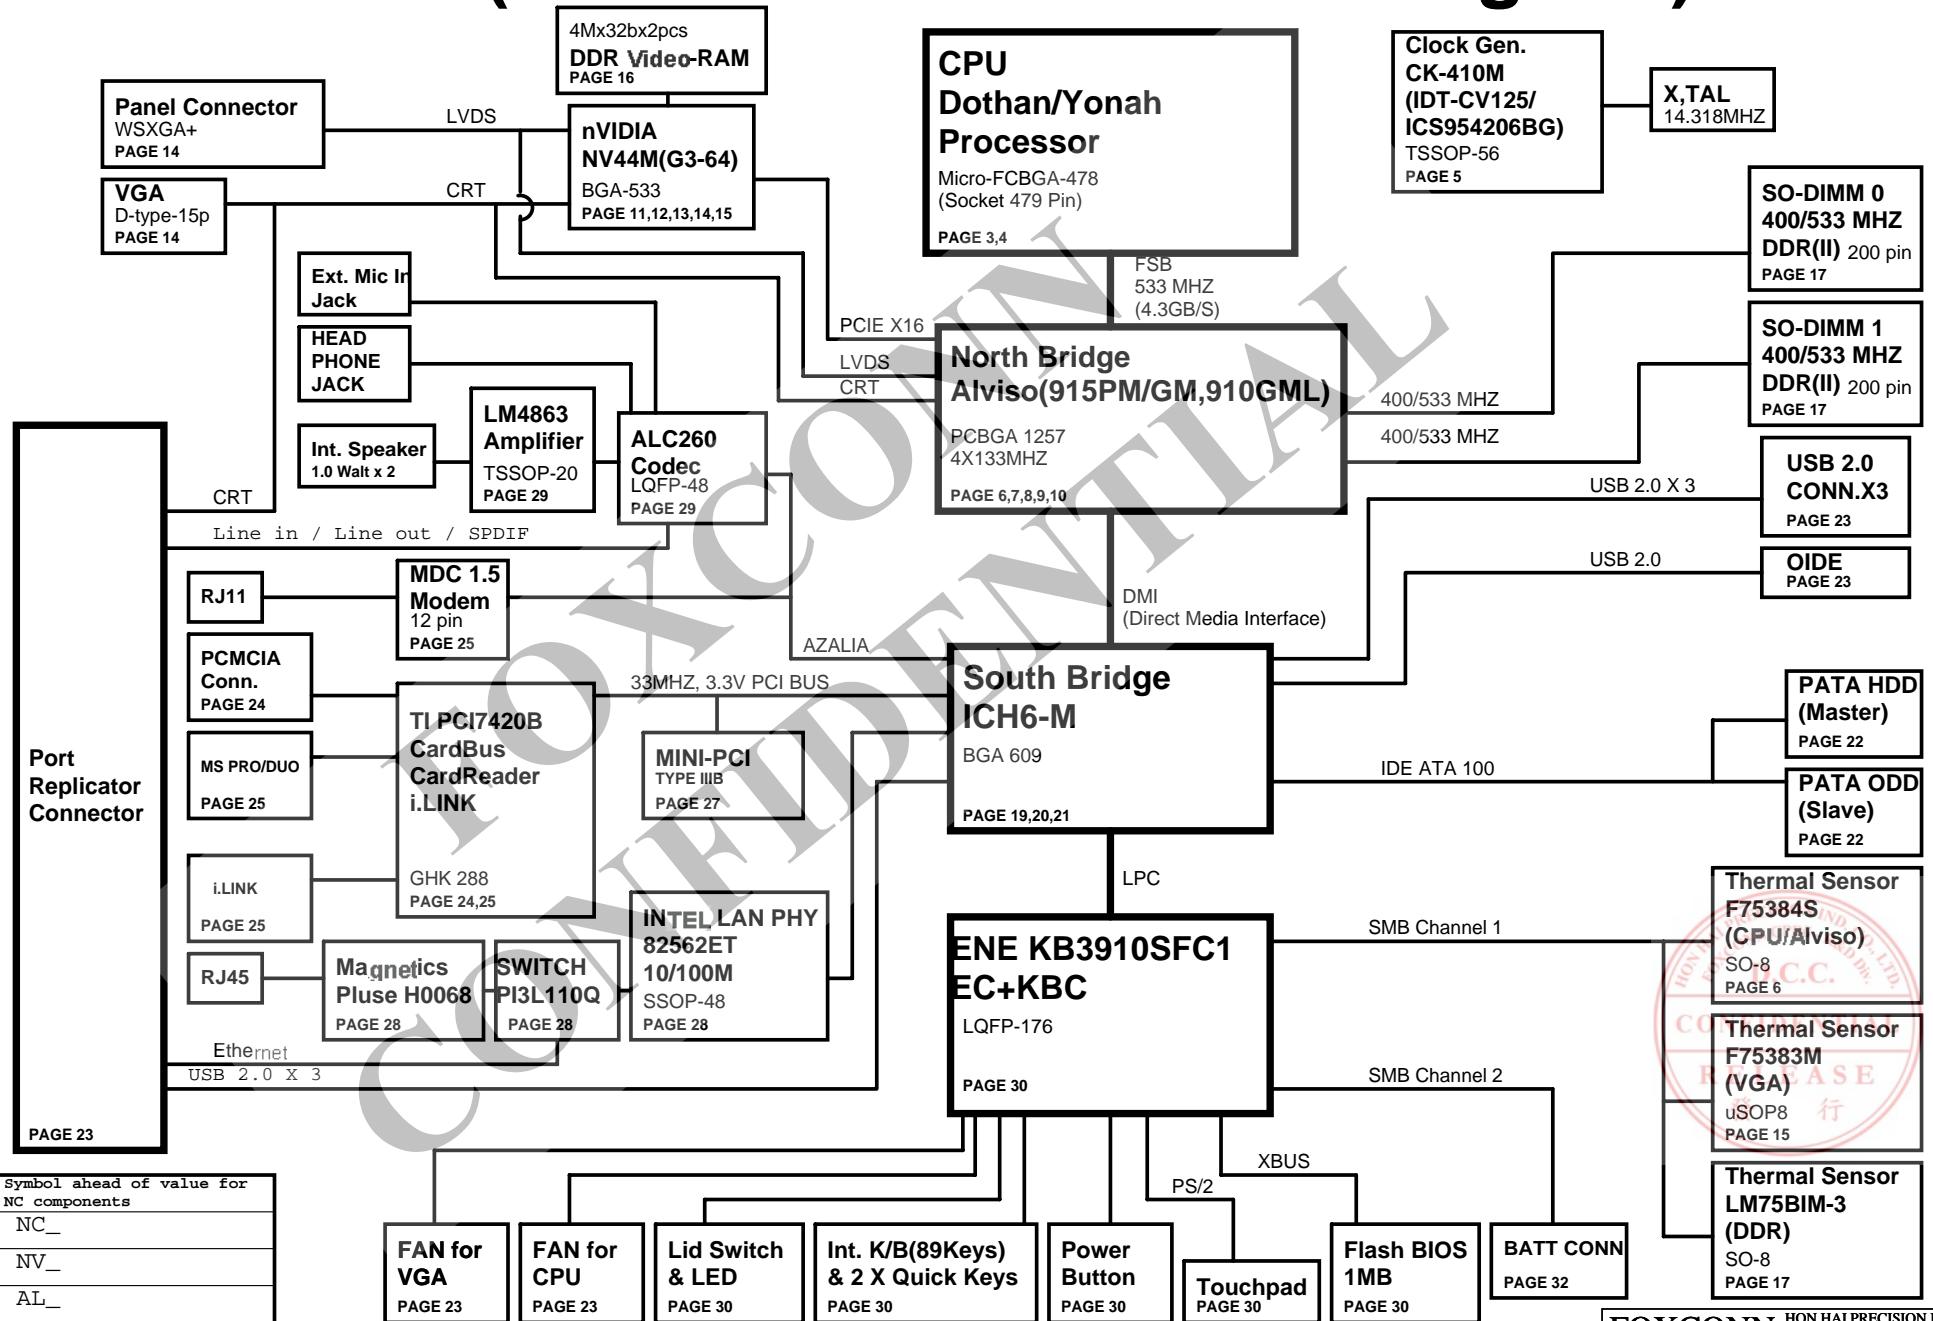 4Mx32bx2pcs
DDR Video-RAM
PAGE 16
CPU
Dothan/Yonah
Processor
Micro-FCBGA-478
(Socket 479 Pin)
PAGE 3,4
Clock Gen.
CK-410M
(IDT-CV125/
ICS954206BG)
TSSOP-56
PAGE 5
X,TAL
14.318MHZ
Panel Connector
WSXGA+
PAGE 14
LVDS
nVIDIA
NV44M(G3-64)
BGA-533
PAGE 11,12,13,14,15
VGA
D-type-15p
PAGE 14
CRT
SO-DIMM 0
400/533 MHZ
DDR(II) 200 pin
PAGE 17
Ext. Mic In
Jack
FSB
533 MHZ
(4.3GB/S)
HEAD
PHONE
JACK
PCIE X16
LVDS
CRT
North Bridge
Alviso(915PM/GM,910GML)
PCBGA 1257
4X133MHZ
PAGE 6,7,8,9,10
SO-DIMM 1
400/533 MHZ
DDR(II) 200 pin
PAGE 17
400/533 MHZ
400/533 MHZ
Int. Speaker
1.0 Walt x 2
LM4863
Amplifier
TSSOP-20
PAGE 29
ALC260
Codec
LQFP-48
PAGE 29
USB 2.0
CONN.X3
PAGE 23
USB 2.0 X 3
CRT
Line in / Line out / SPDIF
USB 2.0
OIDE
PAGE 23
RJ11
MDC 1.5
Modem
12 pin
PAGE 25
DMI
(Direct Media Interface)
AZALIA
PCMCIA
Conn.
PAGE 24
33MHZ, 3.3V PCI BUS
South Bridge
ICH6-M
BGA 609
PAGE 19,20,21
PATA HDD
(Master)
PAGE 22
Port
Replicator
Connector
PAGE 23
MS PRO/DUO
PAGE 25
TI PCI7420B
CardBus
CardReader
i.LINK
GHK 288
PAGE 24,25
MINI-PCI
TYPE IIIB
PAGE 27
IDE ATA 100
PATA ODD
(Slave)
PAGE 22
i.LINK
PAGE 25
LPC
INTEL LAN PHY
82562ET
10/100M
SSOP-48
PAGE 28
ENE KB3910SFC1
EC+KBC
LQFP-176
PAGE 30
SMB Channel 1
Thermal Sensor
F75384S
(CPU/Alviso)
SO-8
PAGE 6
RJ45
Magnetics
Pluse H0068
PAGE 28
SWITCH
PI3L110Q
PAGE 28
Ethernet
USB 2.0 X 3
SMB Channel 2
Thermal Sensor
F75383M
(VGA)
uSOP8
PAGE 15
XBUS
PS/2
Thermal Sensor
LM75BIM-3
(DDR)
SO-8
PAGE 17
Symbol ahead of value for
NC components
NC_
NV_
AL_
FAN for
VGA
PAGE 23
FAN for
CPU
PAGE 23
Lid Switch
& LED
PAGE 30
Int. K/B(89Keys)
& 2 X Quick Keys
PAGE 30
Power
Button
PAGE 30
Touchpad
PAGE 30
Flash BIOS
1MB
PAGE 30
BATT CONN
PAGE 32
FOXCONN
CONFIDENTIAL
D.C.C.
CONFIDENTIAL
RELEASE
發 行
FOXCONN HON HAI PRECISION